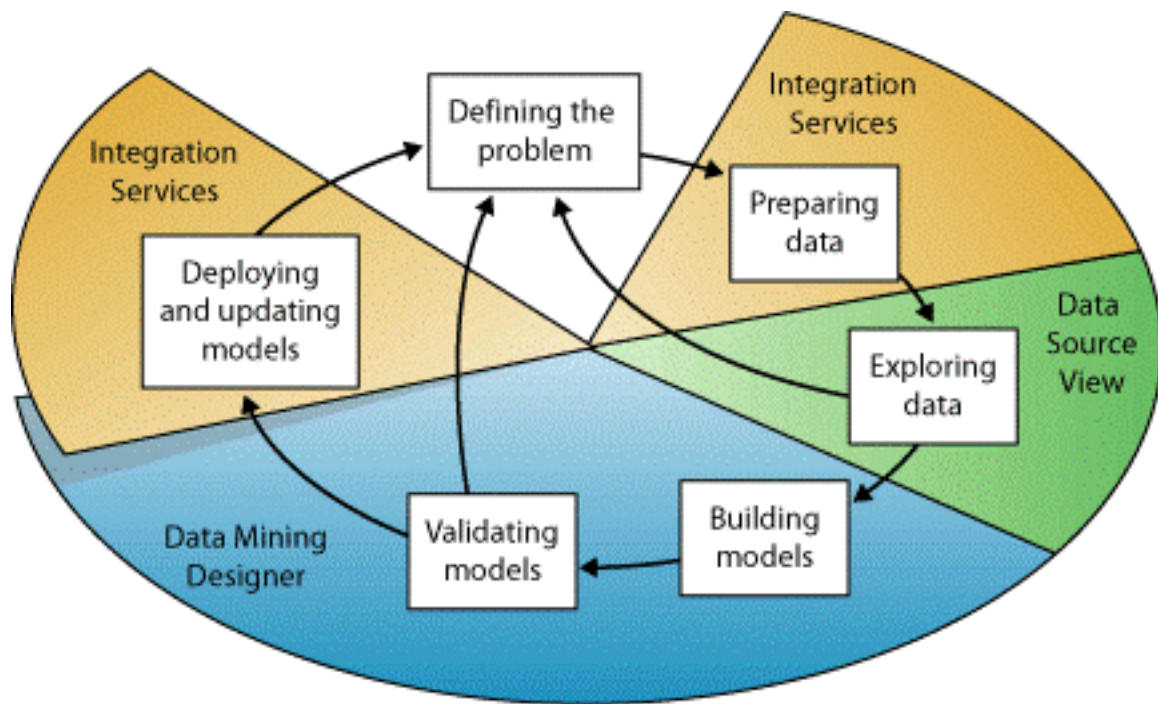 Defining the
problem
Integration
Services
Preparing
data
Data
Source
View
Exploring
data
Building
models
Validating
models
Data Mining
Designer
Deploying
and updating
models
Integration
Services